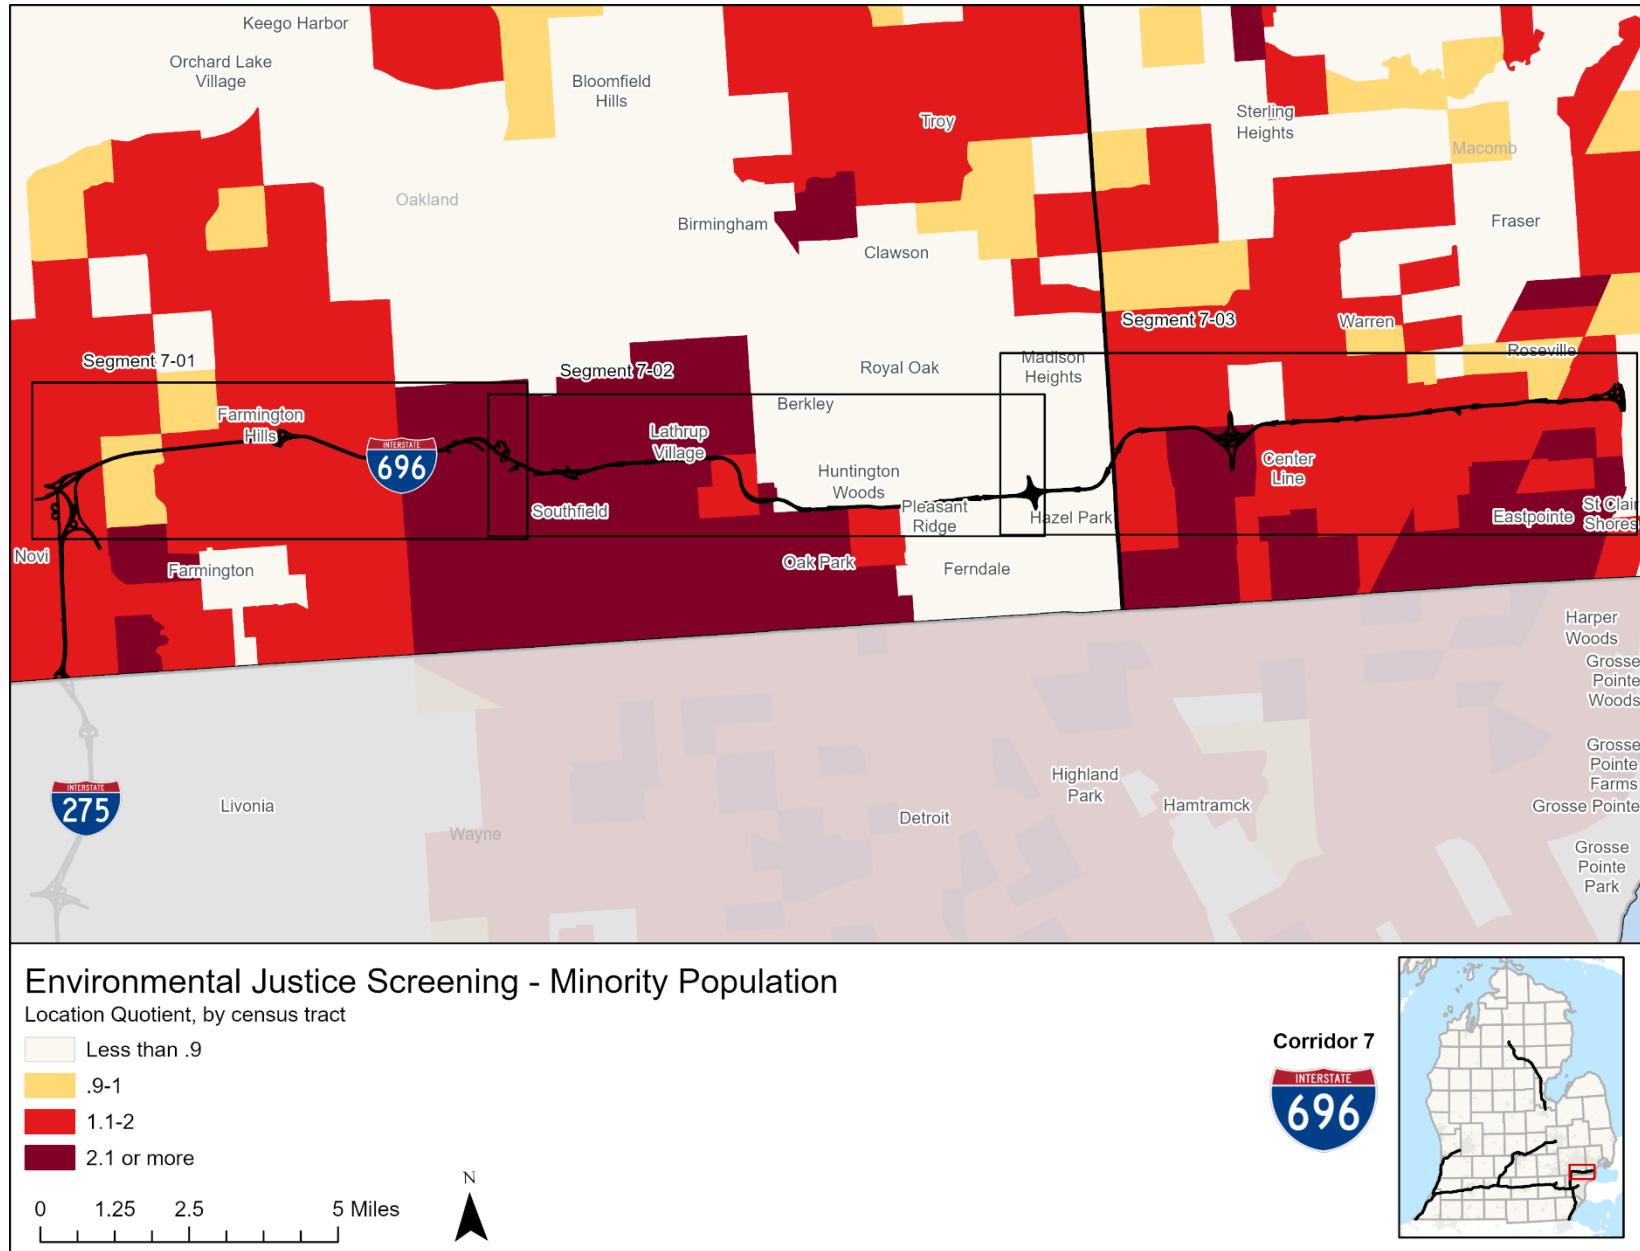 Keego Harbor
Orchard Lake
Village
Bloomfield
Hills
Troy
Sterling
Heights
Macomb
Oakland
Birmingham
Clawson
Fraser
Segment 7-03
Warren
Segment 7-01
Segment 7-02
Royal Oak
Madison
Heights
Roseville
Berkley
Farmington
Hills
Lathrup
Village
INTERSTATE
696
Huntington
Woods
Center
Line
Southfield
Pleasant
Ridge
Hazel Park
Eastpointe
St Clair
Shores
Novi
Farmington
Oak Park
Ferndale
Harper
Woods
Grosse
Pointe
Woods
Grosse
Pointe
Farms
INTERSTATE
275
Livonia
Wayne
Detroit
Highland
Park
Hamtramck
Grosse Pointe
Grosse
Pointe
Park
Environmental Justice Screening - Minority Population
Location Quotient, by census tract
Less than .9
.9-1
1.1-2
2.1 or more
0 1.25 2.5 5 Miles
N
Corridor 7
INTERSTATE
696